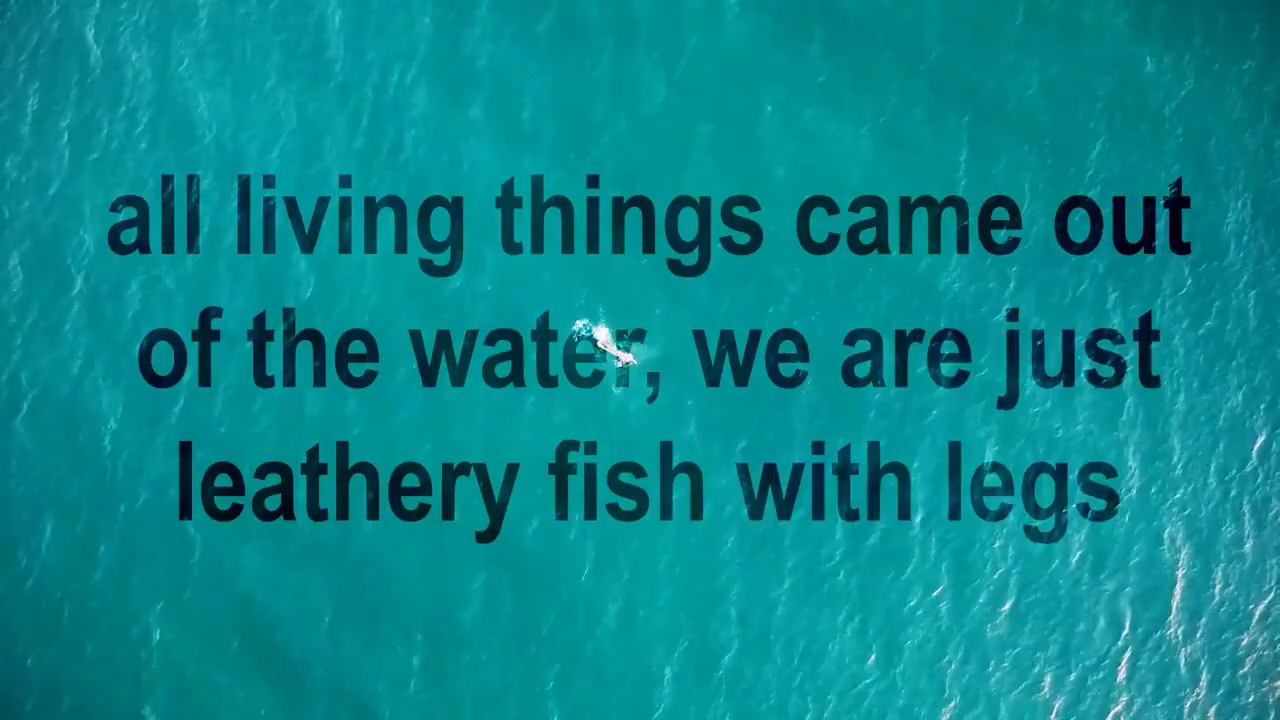 all living things came out
of the water, we are just
leathery fish with legs